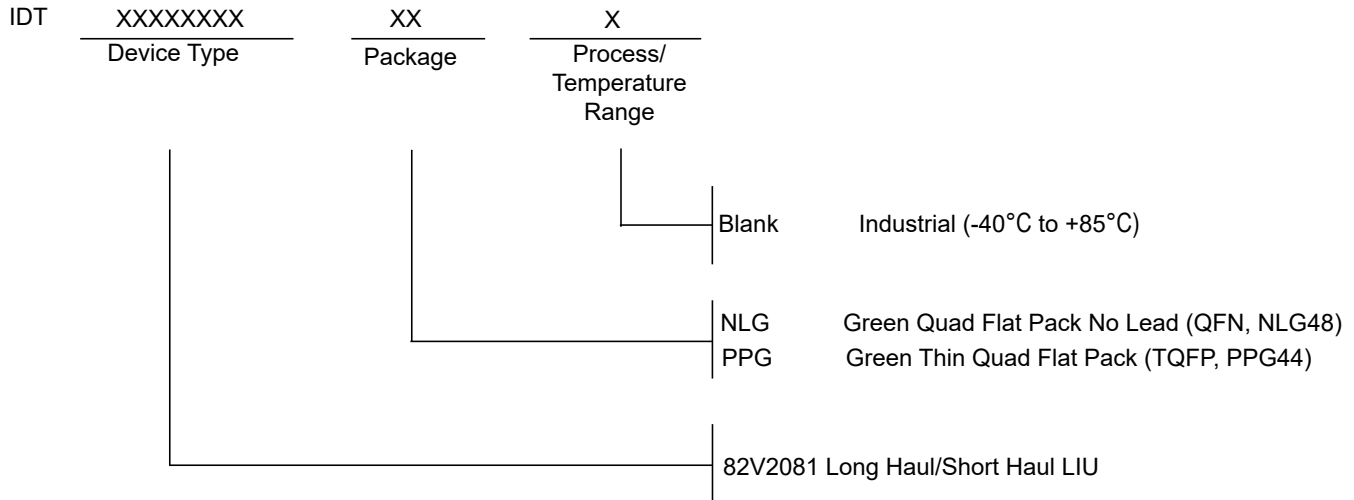 IDT XXXXXXXX XX X
Device Type Package Process/
Temperature
Range
Blank Industrial (-40°C to +85°C)
NLG Green Quad Flat Pack No Lead (QFN, NLG48)
PPG Green Thin Quad Flat Pack (TQFP, PPG44)
82V2081 Long Haul/Short Haul LIU